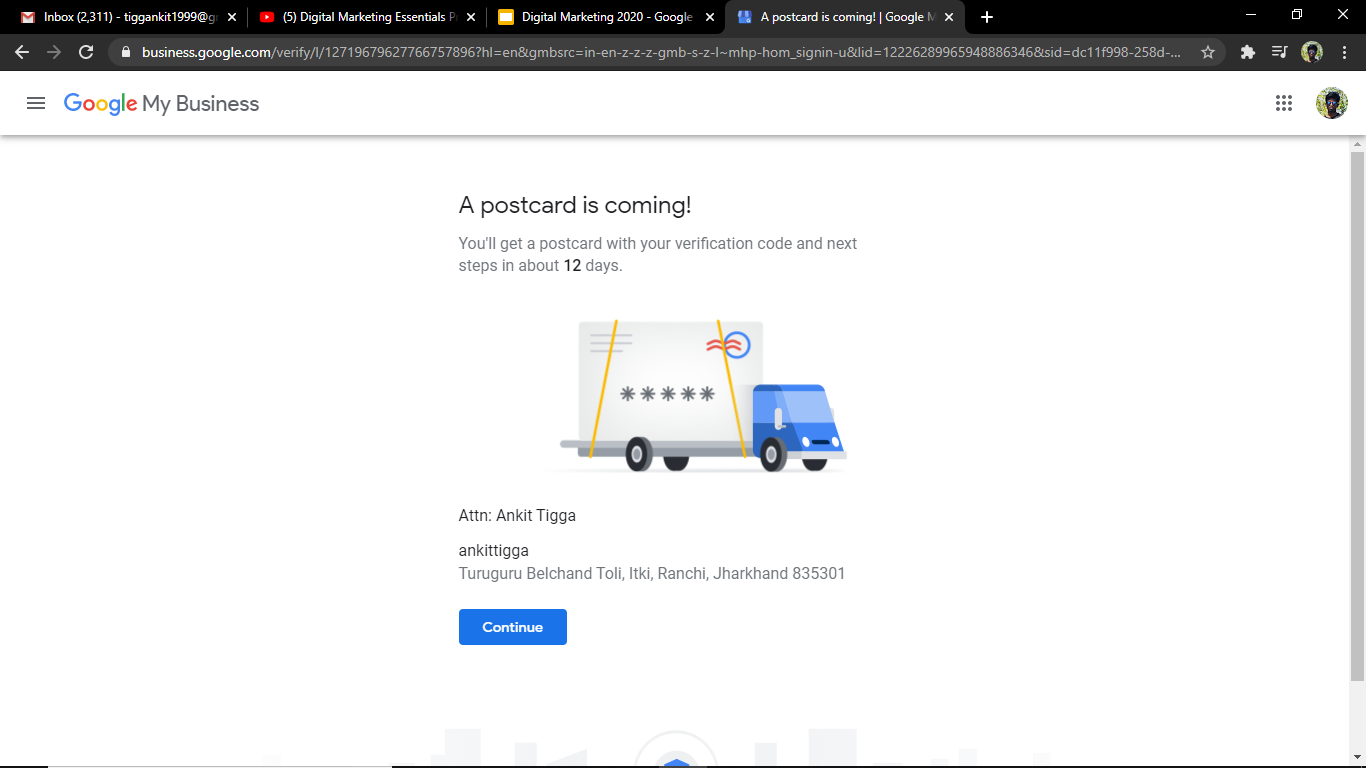 Inbox (2,311) - tiggankit1999@g
(5) Digital Marketing Essentials P
Digital Marketing 2020 - Google
A postcard is coming! | Google M
business.google.com/verify/l/12719679627766757896?hl=en&gmbsrc=in-en-z-z-z-gmb-s-z-l~mhp-hom_signin-u&lid=12226289965948886346&sid=dc11f998-258d-...
Google My Business
A postcard is coming!
You'll get a postcard with your verification code and next
steps in about 12 days.
*****
Attn: Ankit Tigga
ankittigga
Turuguru Belchand Toli, Itki, Ranchi, Jharkhand 835301
Continue